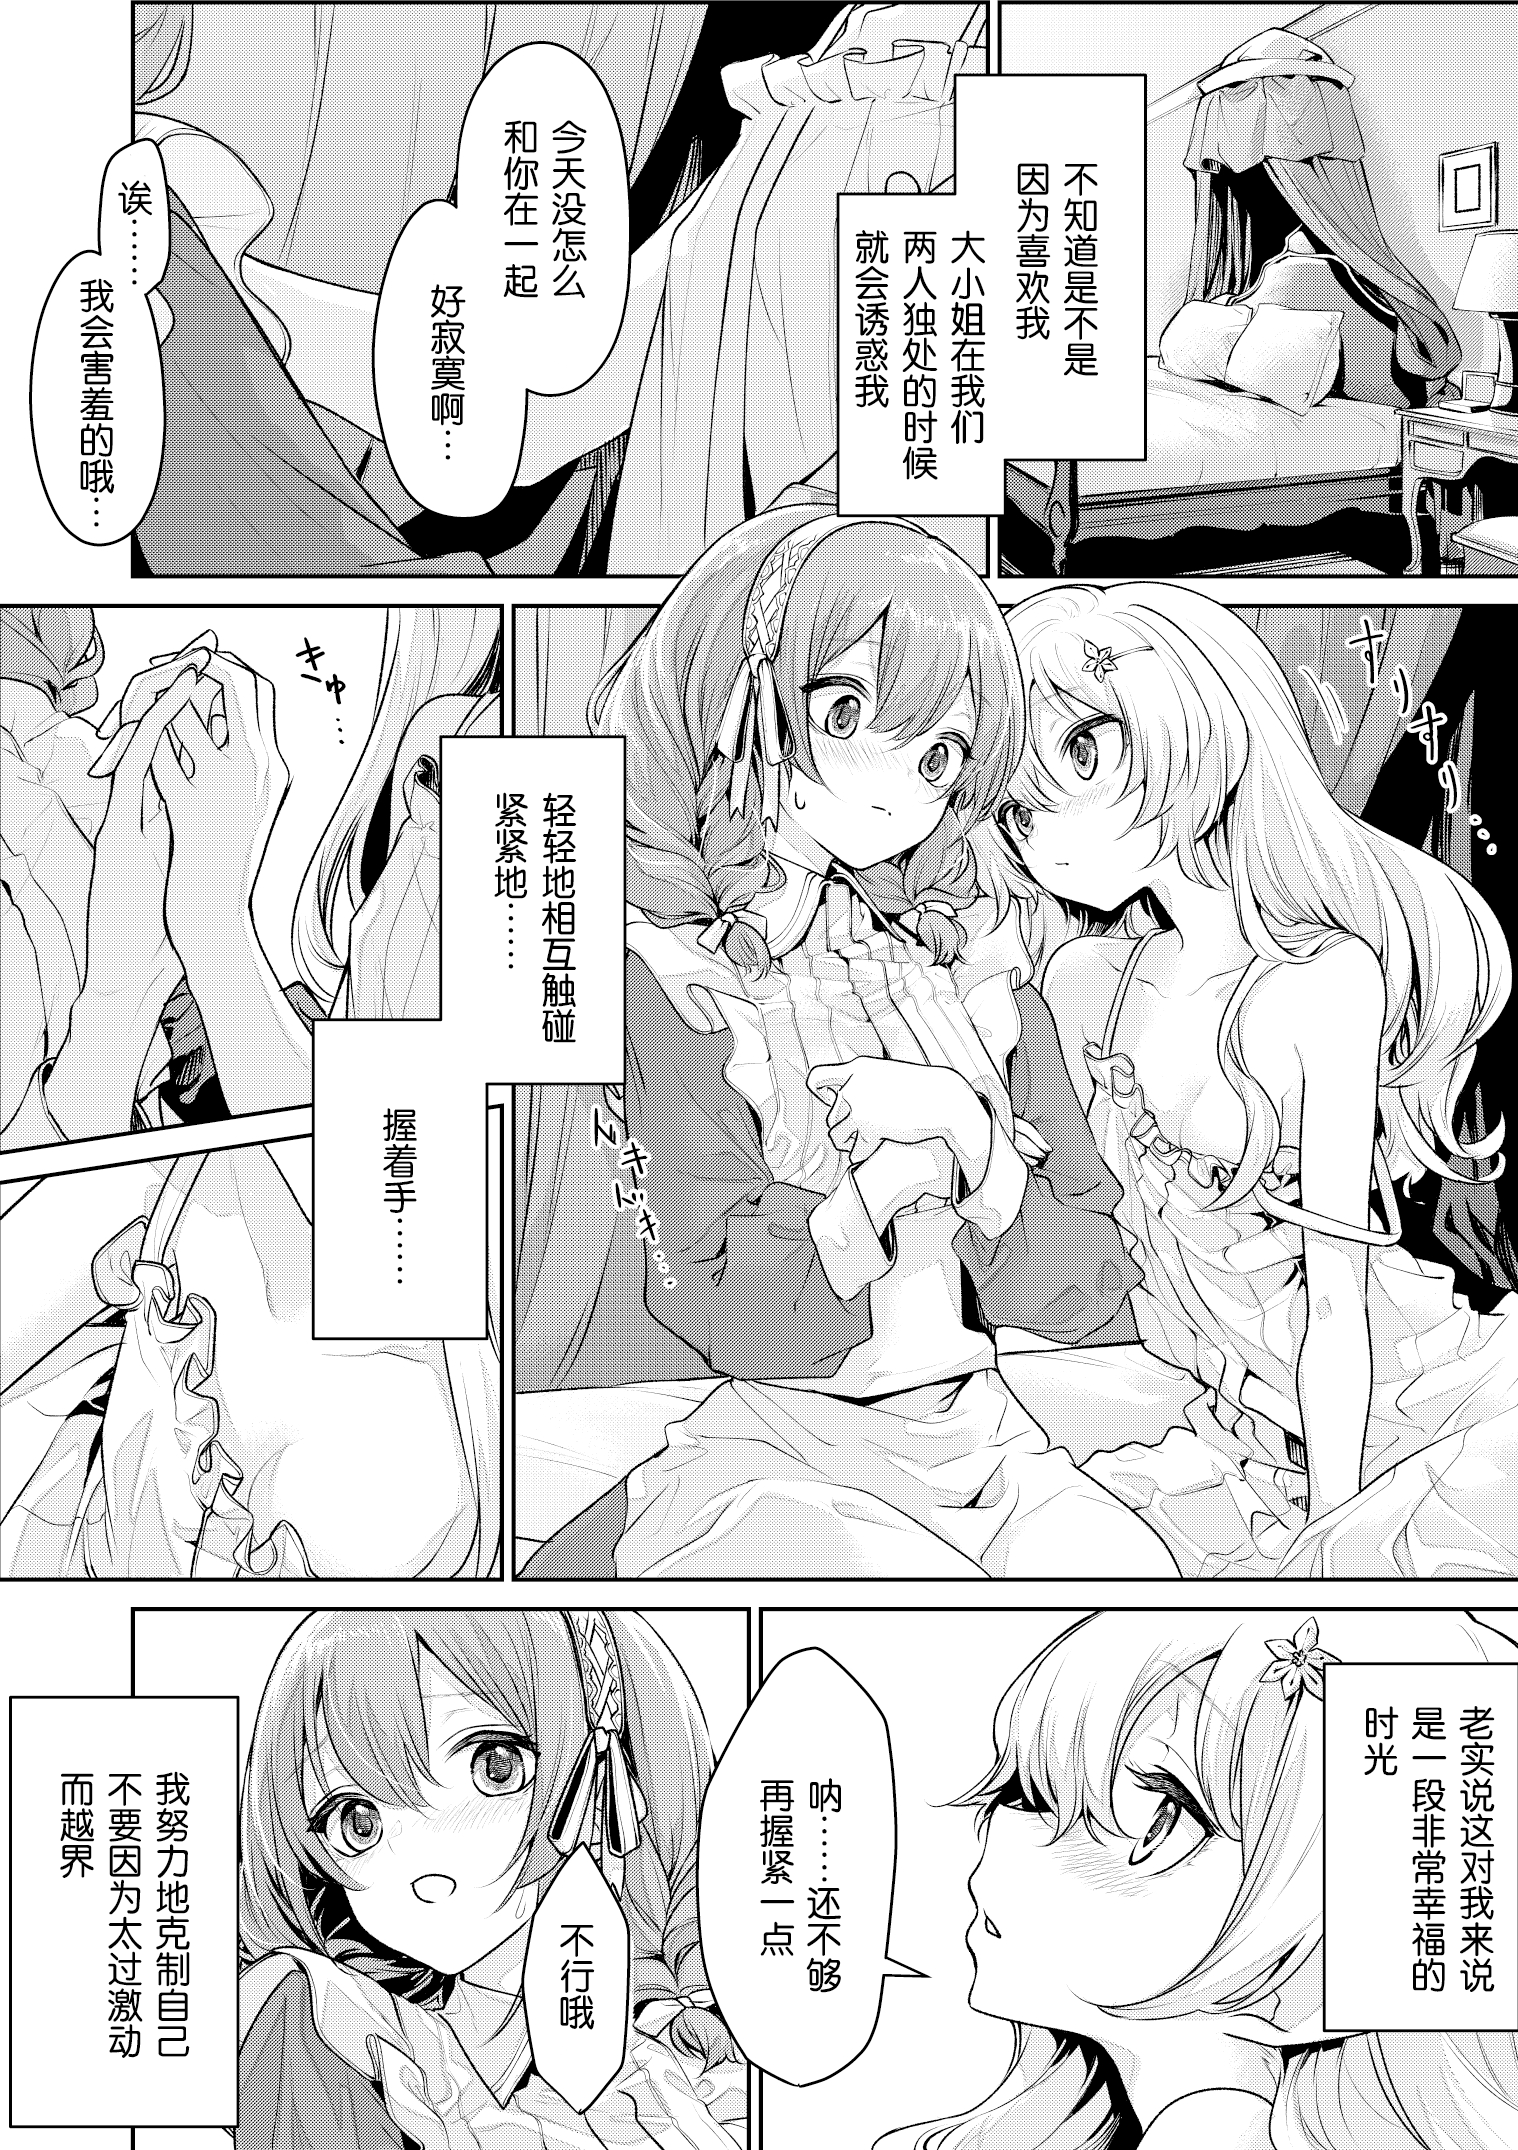 不知道是不是
因为喜欢我
大小姐在我们
两人独处的时候
就会诱惑我
今天没怎么
和你在一起
好寂寞啊…
诶……
我会害羞的哦…
すりすり…
ドキドキ…
轻轻地相互触碰
紧紧地……
握着手……
きゅ…
老实说这对我来说
是一段非常幸福的
时光
呐……还不够
再握紧一点
不行哦
我努力地克制自己
不要因为太过激动
而越界